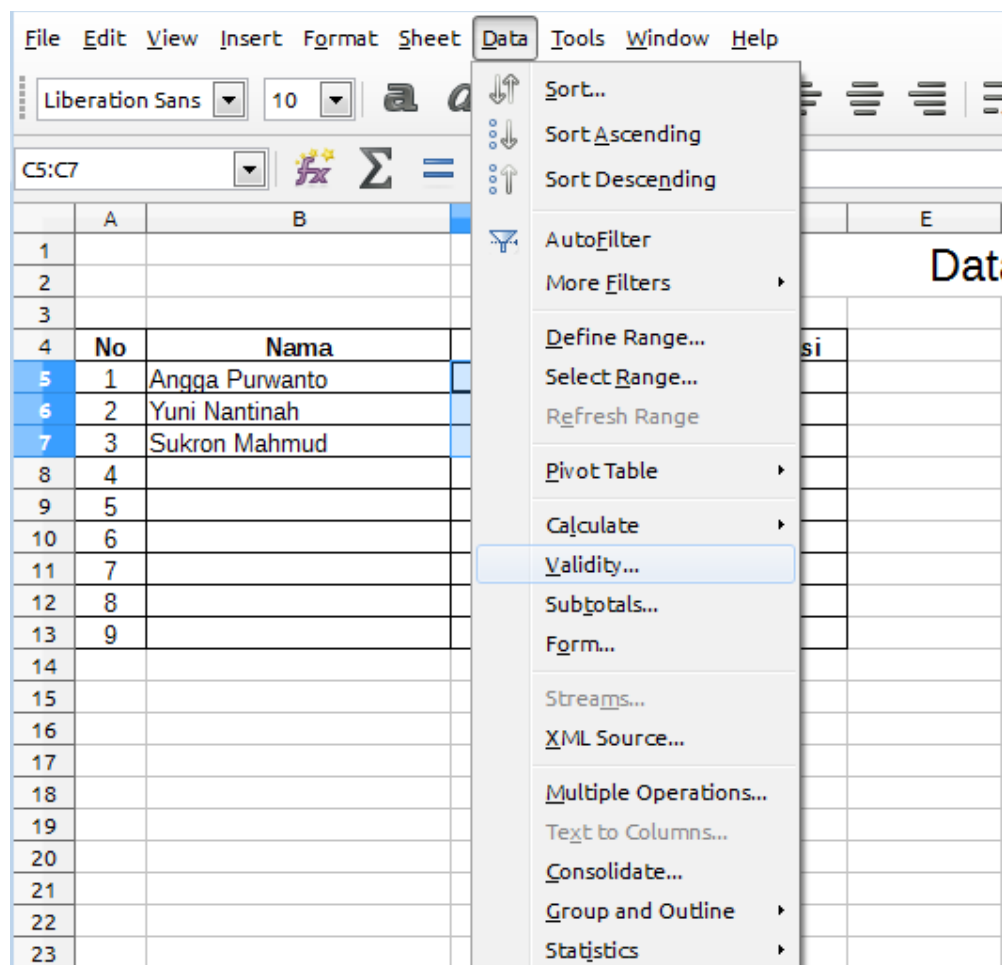 File Edit View Insert Format Sheet Data Tools Window Help
Liberation Sans 10
C5:C7
Sort...
Sort Ascending
Sort Descending
AutoFilter
More Filters
Define Range...
Select Range...
Refresh Range
Pivot Table
Calculate
Validity...
Subtotals...
Form...
Streams...
XML Source...
Multiple Operations...
Text to Columns...
Consolidate...
Group and Outline
Statistics
A B E
1
2 Data
3
4 No Nama si
5 1 Angga Purwanto
6 2 Yuni Nantinah
7 3 Sukron Mahmud
8 4
9 5
10 6
11 7
12 8
13 9
14
15
16
17
18
19
20
21
22
23